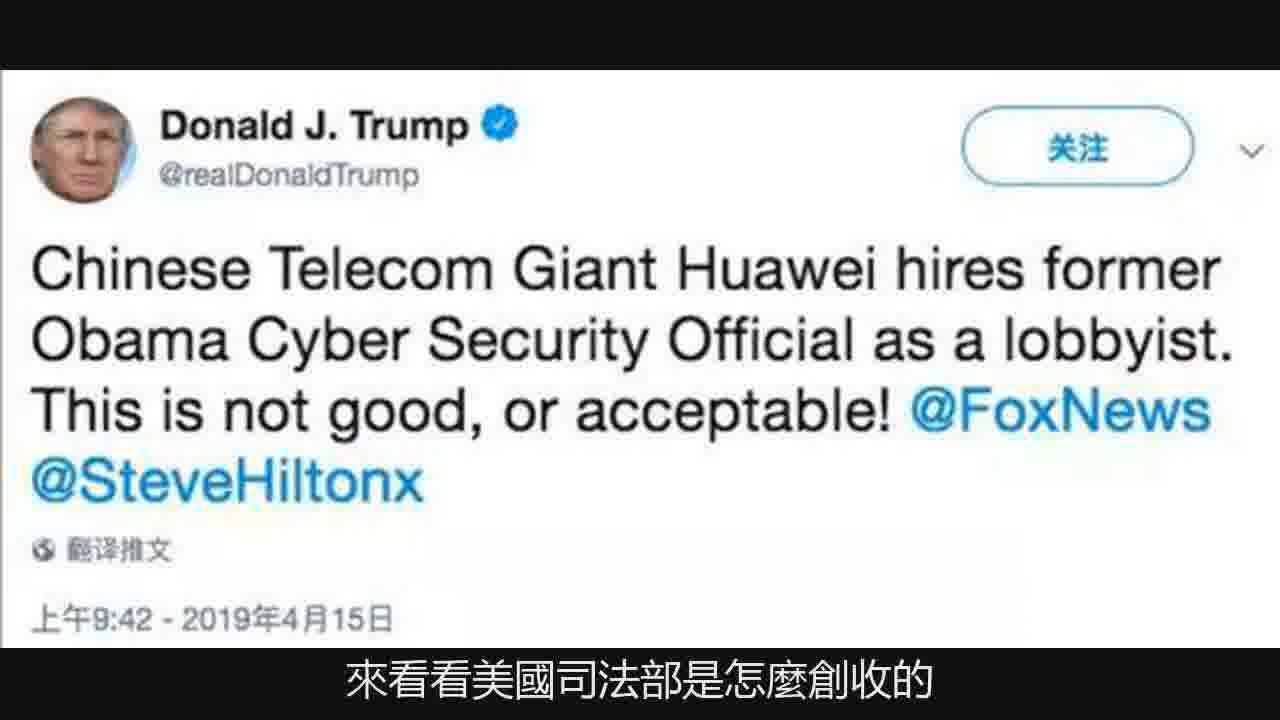 Donald J. Trump
@realDonaldTrump
关注
Chinese Telecom Giant Huawei hires former
Obama Cyber Security Official as a lobbyist.
This is not good, or acceptable! @FoxNews
@SteveHiltonx
翻译推文
上午9:42 - 2019年4月15日
來看看美國司法部是怎麼創收的